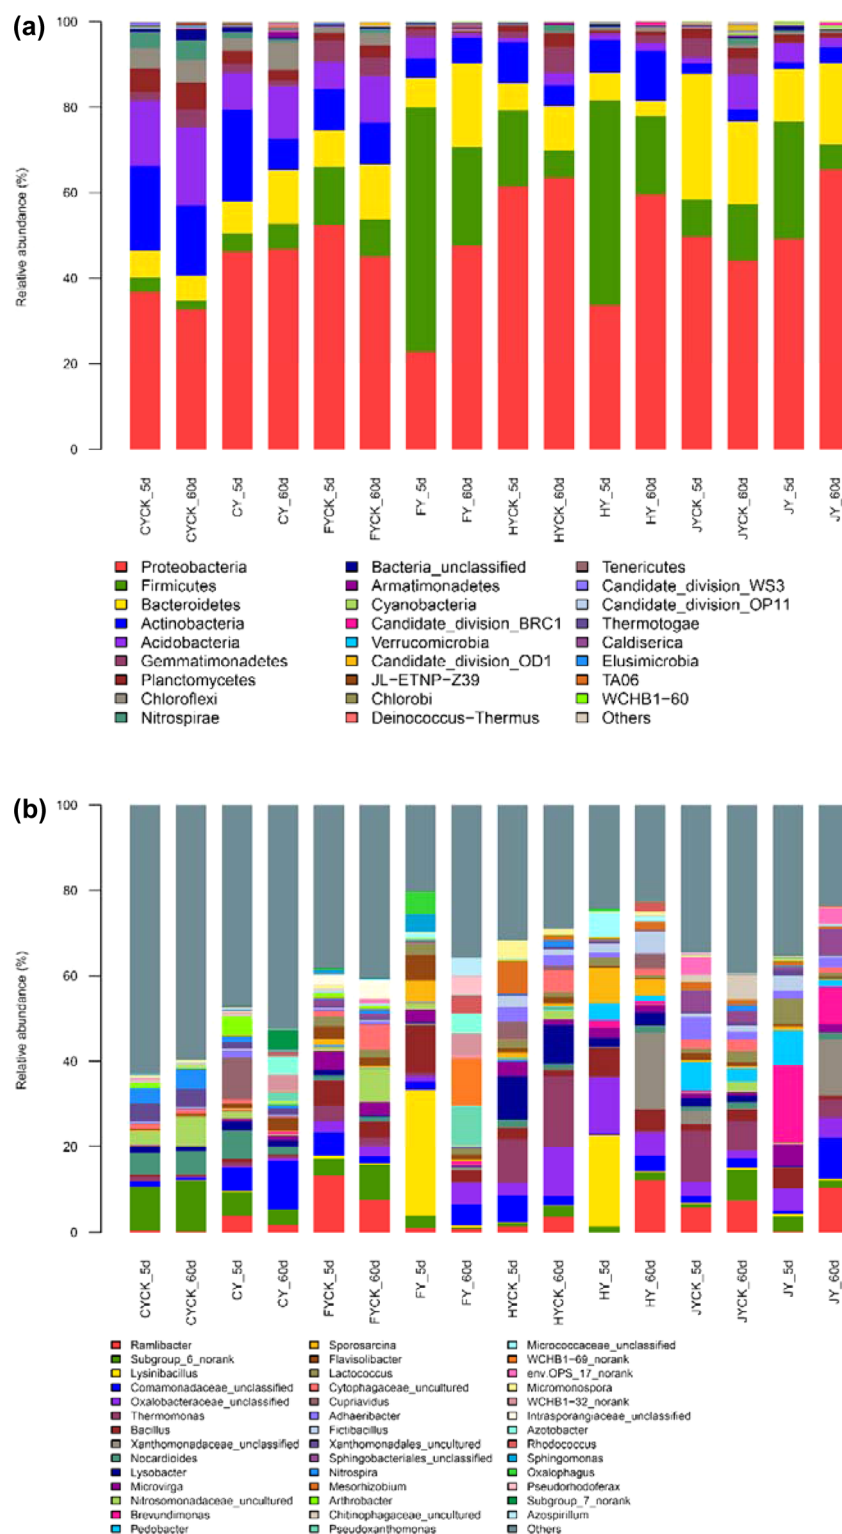 (a)
Relative abundance (%)
100
80
60
40
20
0
CYCK_5d
CYCK_60d
CY_5d
CY_60d
FYCK_5d
FYCK_60d
FY_5d
FY_60d
HYCK_5d
HYCK_60d
HY_5d
HY_60d
JYCK_5d
JYCK_60d
JY_5d
JY_60d
Proteobacteria
Firmicutes
Bacteroidetes
Actinobacteria
Acidobacteria
Gemmatimonadetes
Planctomycetes
Chloroflexi
Nitrospirae
Bacteria_unclassified
Armatimonadetes
Cyanobacteria
Candidate_division_BRC1
Verrucomicrobia
Candidate_division_OD1
JL−ETNP−Z39
Chlorobi
Deinococcus−Thermus
Tenericutes
Candidate_division_WS3
Candidate_division_OP11
Thermotogae
Caldiserica
Elusimicrobia
TA06
WCHB1−60
Others
(b)
Relative abundance (%)
100
80
60
40
20
0
CYCK_5d
CYCK_60d
CY_5d
CY_60d
FYCK_5d
FYCK_60d
FY_5d
FY_60d
HYCK_5d
HYCK_60d
HY_5d
HY_60d
JYCK_5d
JYCK_60d
JY_5d
JY_60d
Ramlibacter
Subgroup_6_norank
Lysinibacillus
Comamonadaceae_unclassified
Oxalobacteraceae_unclassified
Thermomonas
Bacillus
Xanthomonadaceae_unclassified
Nocardioides
Lysobacter
Microvirga
Nitrosomonadaceae_uncultured
Brevundimonas
Pedobacter
Sporosarcina
Flavisolibacter
Lactococcus
Cytophagaceae_uncultured
Cupriavidus
Adhaeribacter
Fictibacillus
Xanthomonadales_uncultured
Sphingobacteriales_unclassified
Nitrospira
Mesorhizobium
Arthrobacter
Chitinophagaceae_uncultured
Pseudoxanthomonas
Micrococcaceae_unclassified
WCHB1−69_norank
env.OPS_17_norank
Micromonospora
WCHB1−32_norank
Intrasporangiaceae_unclassified
Azotobacter
Rhodococcus
Sphingomonas
Oxalophagus
Pseudorhodoferax
Subgroup_7_norank
Azospirillum
Others